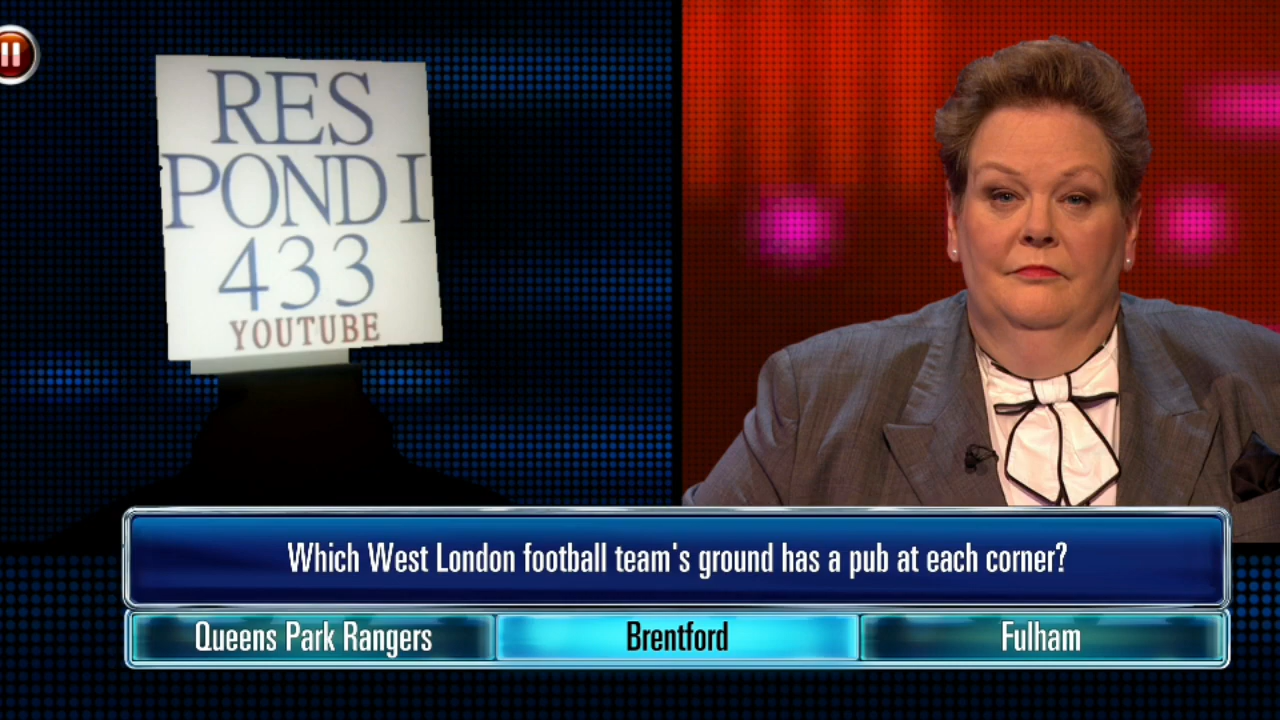 RES
POND I
433
YOUTUBE
Which West London football team's ground has a pub at each corner?
Queens Park Rangers
Brentford
Fulham